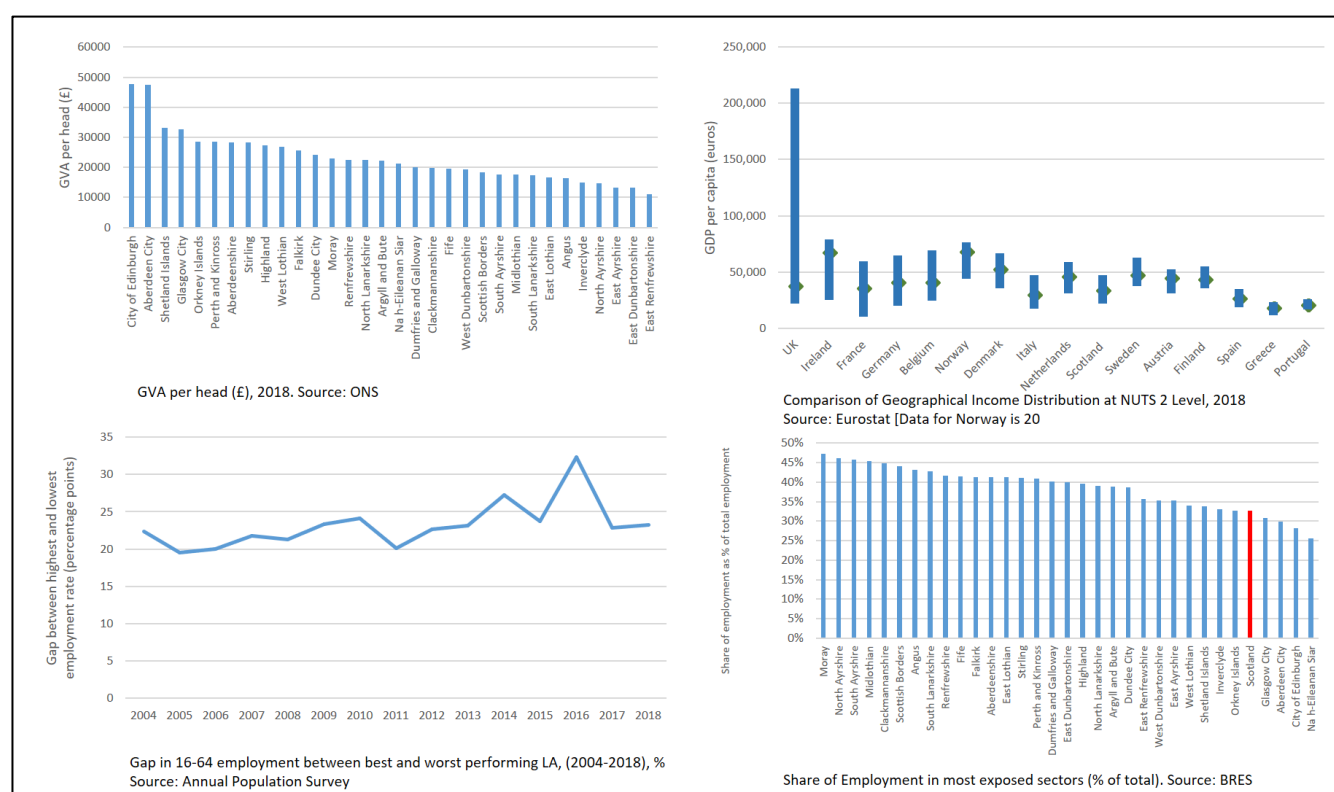 60000
50000
40000
30000
20000
10000
0
GVA per head (£)
City of Edinburgh
Aberdeen City
Shetland Islands
Glasgow City
Orkney Islands
Perth and Kinross
Aberdeenshire
Stirling
Highland
West Lothian
Falkirk
Dundee City
Moray
Renfrewshire
North Lanarkshire
Argyll and Bute
Na h-Eileanan Siar
Dumfries and Galloway
Clackmannanshire
Fife
West Dunbartonshire
Scottish Borders
South Ayrshire
Midlothian
South Lanarkshire
East Lothian
Angus
Inverclyde
North Ayrshire
East Ayrshire
East Dunbartonshire
East Renfrewshire
GVA per head (£), 2018. Source: ONS
250,000
200,000
150,000
100,000
50,000
0
GDP per capita (euros)
UK
Ireland
France
Germany
Belgium
Norway
Denmark
Italy
Netherlands
Scotland
Sweden
Austria
Finland
Spain
Greece
Portugal
Comparison of Geographical Income Distribution at NUTS 2 Level, 2018
Source: Eurostat [Data for Norway is 20
35
30
25
20
15
10
5
0
Gap between highest and lowest
employment rate (percentage points)
2004 2005 2006 2007 2008 2009 2010 2011 2012 2013 2014 2015 2016 2017 2018
Gap in 16-64 employment between best and worst performing LA, (2004-2018), %
Source: Annual Population Survey
50%
45%
40%
35%
30%
25%
20%
15%
10%
5%
0%
Share of employment as % of total employment
Moray
North Ayrshire
South Ayrshire
Midlothian
Clackmannanshire
Scottish Borders
Angus
South Lanarkshire
Renfrewshire
Fife
Falkirk
Aberdeenshire
East Lothian
Stirling
Perth and Kinross
Dumfries and Galloway
East Dunbartonshire
Highland
North Lanarkshire
Argyll and Bute
Dundee City
East Renfrewshire
West Dunbartonshire
East Ayrshire
West Lothian
Shetland Islands
Inverclyde
Orkney Islands
Scotland
Glasgow City
Aberdeen City
City of Edinburgh
Na h-Eileanan Siar
Share of Employment in most exposed sectors (% of total). Source: BRES